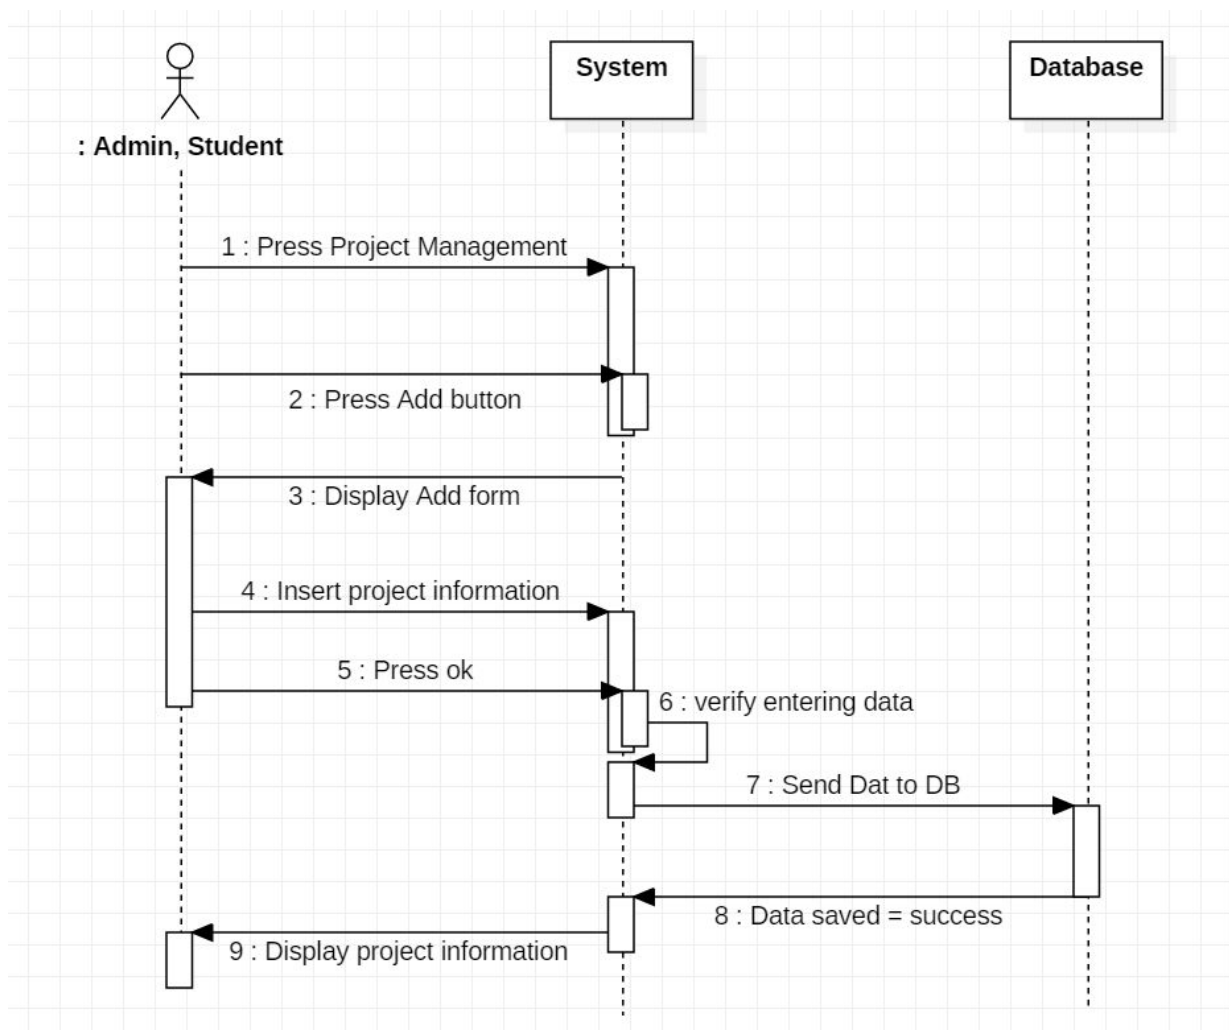 System
Database
: Admin, Student
1 : Press Project Management
2 : Press Add button
3 : Display Add form
4 : Insert project information
5 : Press ok
6 : verify entering data
7 : Send Dat to DB
8 : Data saved = success
9 : Display project information